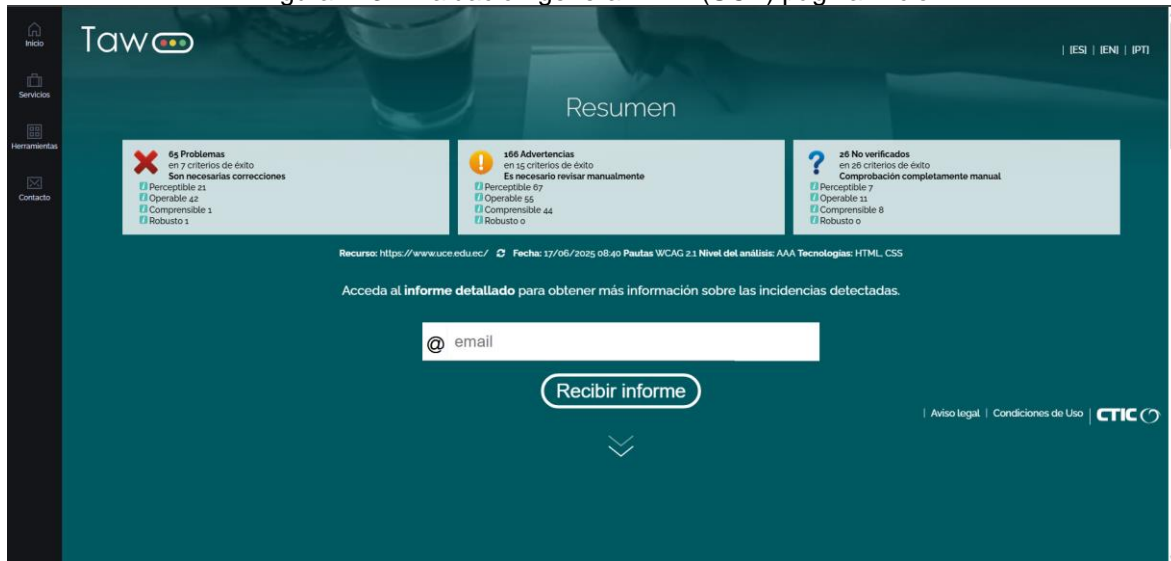 Inicio
Servicios
Herramientas
Contacto
Taw
| [ES] | [EN] | [PT]
Resumen
65 Problemas
en 7 criterios de éxito
Son necesarias correcciones
Perceptible 21
Operable 42
Comprensible 1
Robusto 1
166 Advertencias
en 15 criterios de éxito
Es necesario revisar manualmente
Perceptible 67
Operable 55
Comprensible 44
Robusto 0
26 No verificados
en 26 criterios de éxito
Comprobación completamente manual
Perceptible 7
Operable 11
Comprensible 8
Robusto 0
Recurso: https://www.uce.edu.ec/ Fecha: 17/06/2025 08:40 Pautas WCAG 2.1 Nivel del análisis: AAA Tecnologías: HTML, CSS
Acceda al informe detallado para obtener más información sobre las incidencias detectadas.
@ email
Recibir informe
| Aviso legal | Condiciones de Uso | CTIC